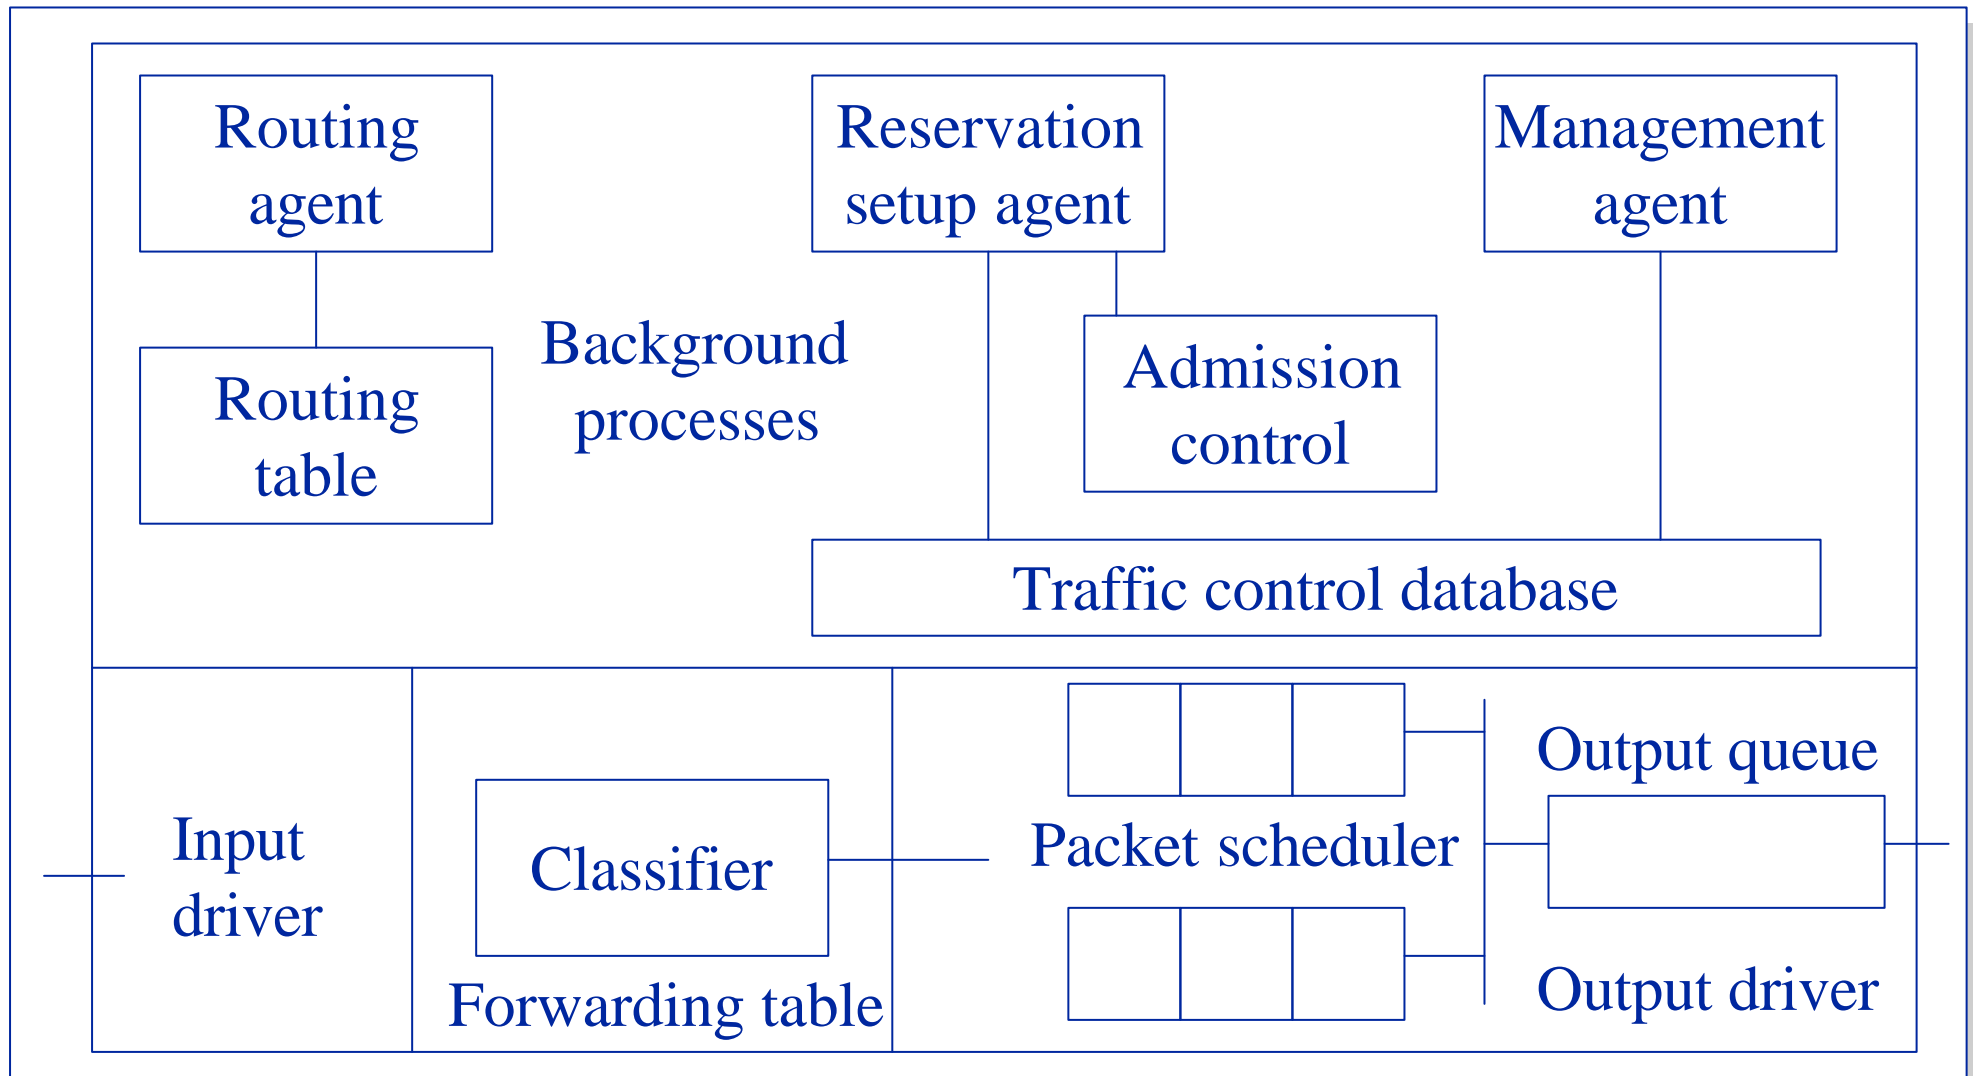 Routing
agent
Reservation
setup agent
Management
agent
Background
processes
Routing
table
Admission
control
Traffic control database
Input
driver
Classifier
Forwarding table
Packet scheduler
Output queue
Output driver